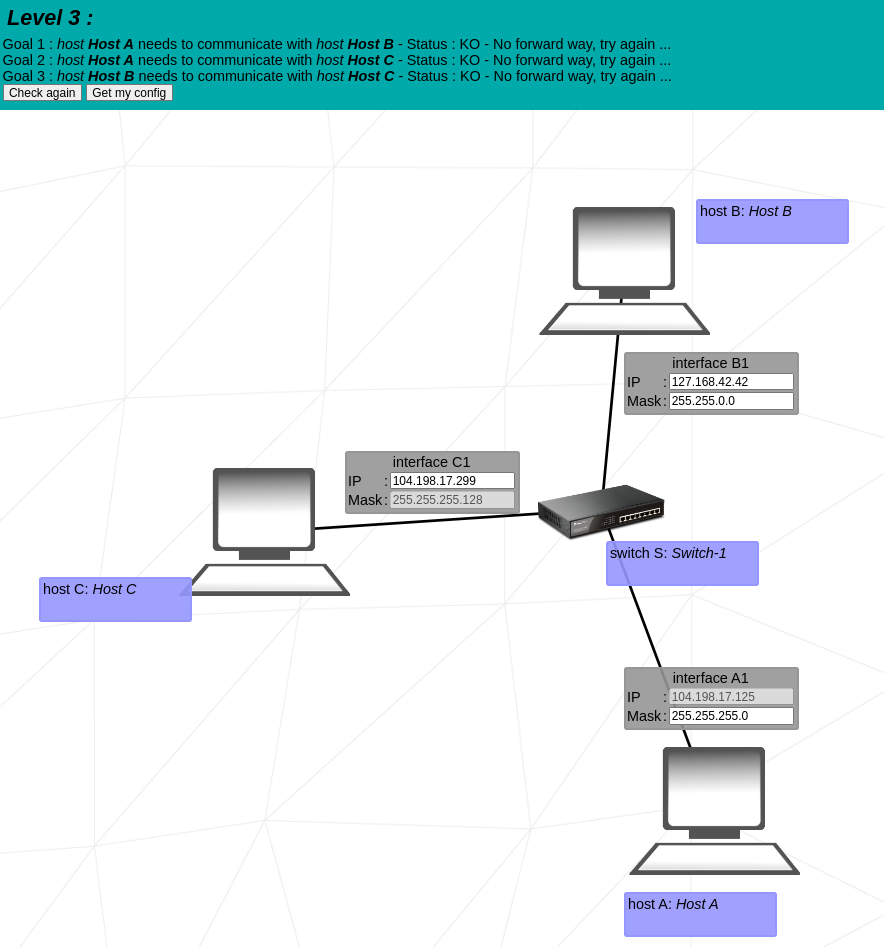 Level 3 :
Goal 1 : host Host A needs to communicate with host Host B - Status : KO - No forward way, try again ...
Goal 2 : host Host A needs to communicate with host Host C - Status : KO - No forward way, try again ...
Goal 3 : host Host B needs to communicate with host Host C - Status : KO - No forward way, try again ...
Check again Get my config
host B: Host B
interface B1
IP : 127.168.42.42
Mask : 255.255.0.0
interface C1
IP : 104.198.17.299
Mask : 255.255.255.128
switch S: Switch-1
host C: Host C
interface A1
IP : 104.198.17.125
Mask : 255.255.255.0
host A: Host A